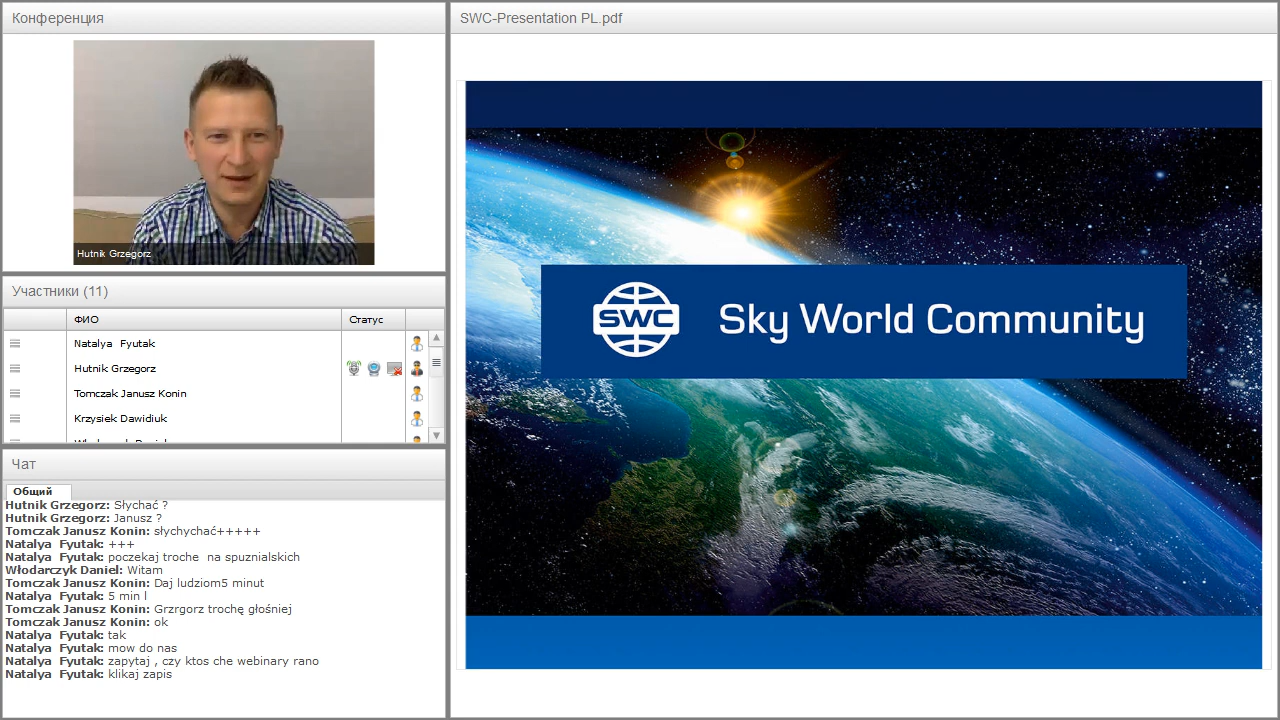 Конференция
Hutnik Grzegorz
Участники (11)
ФИО Статус
Natalya Fyutak
Hutnik Grzegorz
Tomczak Janusz Konin
Krzysiek Dawidiuk
Чат
Общий
Hutnik Grzegorz: Słychać ?
Hutnik Grzegorz: Janusz ?
Tomczak Janusz Konin: słychychać+++++
Natalya Fyutak: +++
Natalya Fyutak: poczekaj troche na spuznialskich
Włodarczyk Daniel: Witam
Tomczak Janusz Konin: Daj ludziom5 minut
Natalya Fyutak: 5 min l
Tomczak Janusz Konin: Grzrgorz trochę głośniej
Tomczak Janusz Konin: ok
Natalya Fyutak: tak
Natalya Fyutak: mow do nas
Natalya Fyutak: zapytaj , czy ktos che webinary rano
Natalya Fyutak: klikaj zapis
SWC-Presentation PL.pdf
SWC Sky World Community